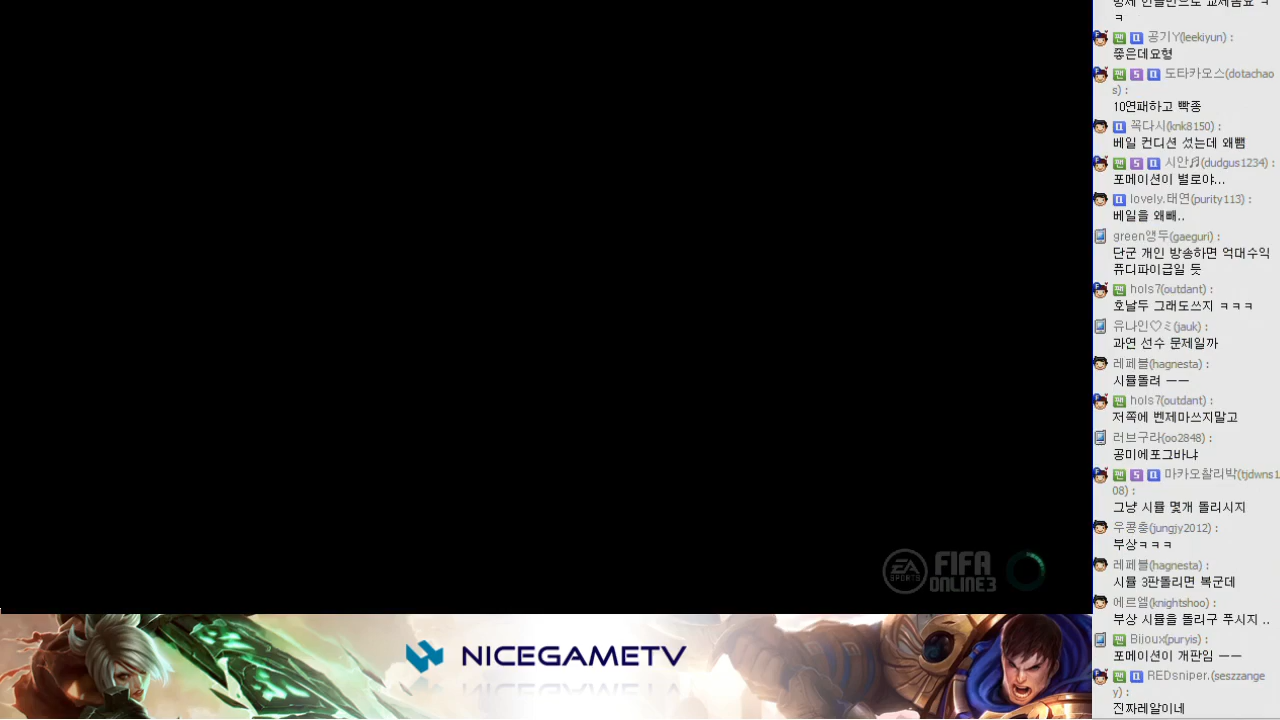 공기Y(leekiyun) :
좋은데요형
도타카오스(dotachao
s) :
10연패하고 빡종
꼭다시(knk8150) :
베일 컨디션 섰는데 왜뺌
시안♬(dudgus1234) :
포메이션이 별로야...
lovely.태연(purity113) :
베일을 왜빼..
green앵두(gaeguri) :
단군 개인 방송하면 억대수익
퓨디파이급일 듯
hols7(outdant) :
호날두 그래도쓰지 ㅋㅋㅋ
유나인♡ミ(jauk) :
과연 선수 문제일까
레페블(hagnesta) :
시뮬돌려 ㅡㅡ
hols7(outdant) :
저쪽에 벤제마쓰지말고
러브구라(oo2848) :
공미에포그바냐
마카오찰리박(tjdwns1
08) :
그냥 시뮬 몇개 돌리시지
우콩충(jungjy2012) :
부상ㅋㅋㅋ
레페블(hagnesta) :
시뮬 3판돌리면 복군데
에르엘(knightshoo) :
부상 시뮬을 돌리구 푸시지 ..
Bijoux(puryis) :
포메이션이 개판임 ㅡㅡ
REDsniper.(seszzange
y) :
진짜레알이네
EA SPORTS FIFA ONLINE 3
NICEGAMETV